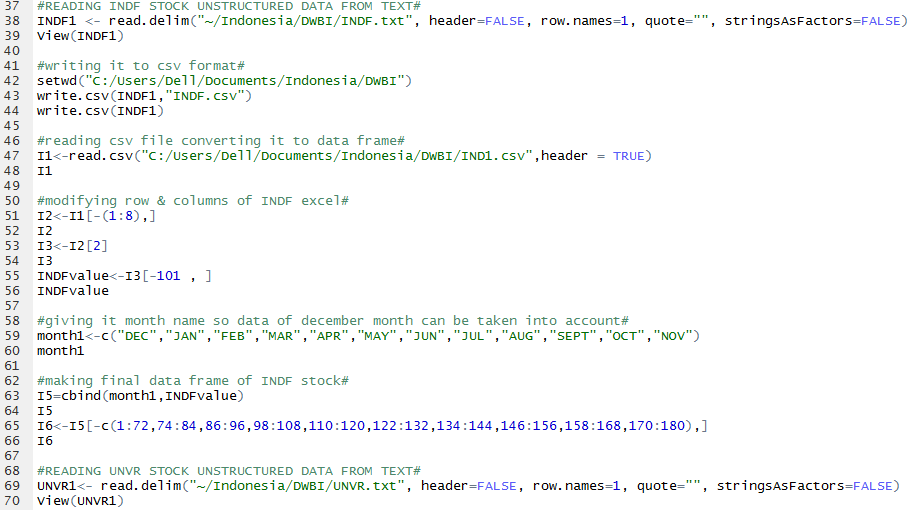 37 #READING INDF STOCK UNSTRUCTURED DATA FROM TEXT#
38 INDF1 <- read.delim("~/Indonesia/DWBI/INDF.txt", header=FALSE, row.names=1, quote="", stringsAsFactors=FALSE)
39 View(INDF1)
40
41 #writing it to csv format#
42 setwd("C:/Users/Dell/Documents/Indonesia/DWBI")
43 write.csv(INDF1,"INDF.csv")
44 write.csv(INDF1)
45
46 #reading csv file converting it to data frame#
47 I1<-read.csv("C:/Users/Dell/Documents/Indonesia/DWBI/IND1.csv",header = TRUE)
48 I1
49
50 #modifying row & columns of INDF excel#
51 I2<-I1[-(1:8),]
52 I2
53 I3<-I2[2]
54 I3
55 INDFvalue<-I3[-101 , ]
56 INDFvalue
57
58 #giving it month name so data of december month can be taken into account#
59 month1<-c("DEC","JAN","FEB","MAR","APR","MAY","JUN","JUL","AUG","SEPT","OCT","NOV")
60 month1
61
62 #making final data frame of INDF stock#
63 I5=cbind(month1,INDFvalue)
64 I5
65 I6<-I5[-c(1:72,74:84,86:96,98:108,110:120,122:132,134:144,146:156,158:168,170:180),]
66 I6
67
68 #READING UNVR STOCK UNSTRUCTURED DATA FROM TEXT#
69 UNVR1<- read.delim("~/Indonesia/DWBI/UNVR.txt", header=FALSE, row.names=1, quote="", stringsAsFactors=FALSE)
70 View(UNVR1)